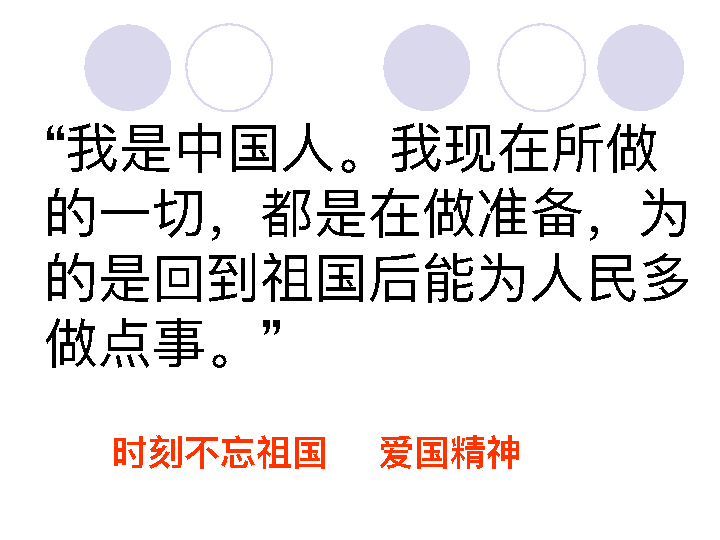 “我是中国人。我现在所做
的一切，都是在做准备，为
的是回到祖国后能为人民多
做点事。”
时刻不忘祖国 爱国精神